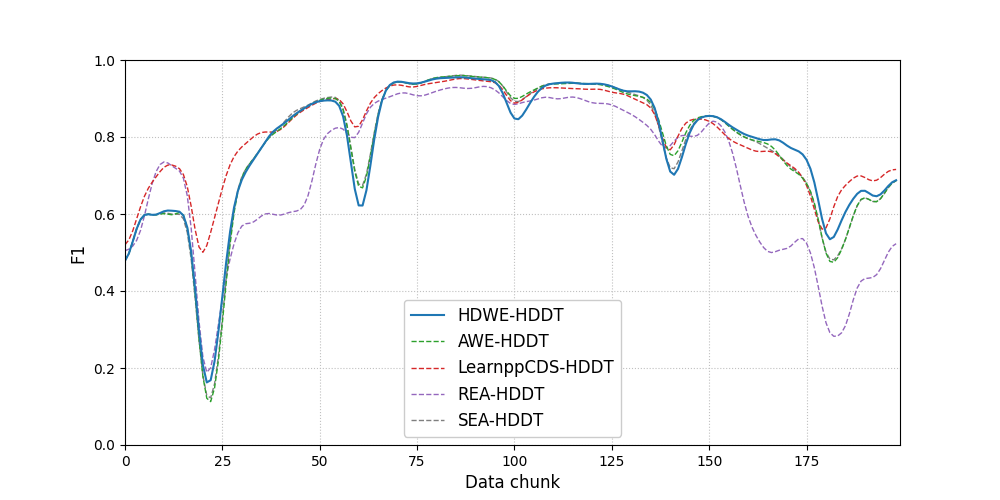 1.0
0.8
0.6
0.4
0.2
0.0
F1
0 25 50 75 100 125 150 175
Data chunk
HDWE-HDDT
AWE-HDDT
LearnppCDS-HDDT
REA-HDDT
SEA-HDDT